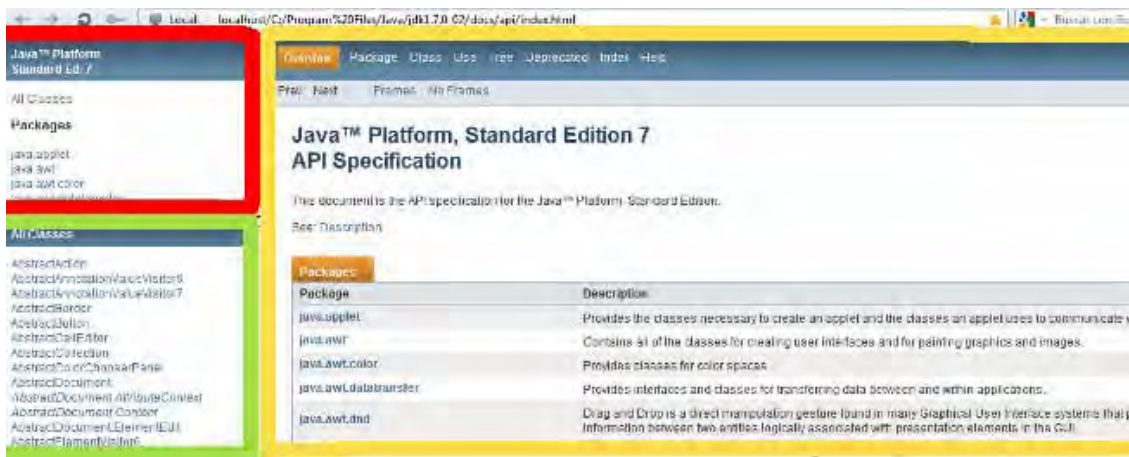 Local localhost/C:/Program%20Files/Java/jdk1.7.0_02/docs/api/index.html
Java™ Platform
Standard Ed. 7
All Classes
Packages
java.applet
java.awt
java.awt.color
All Classes
AbstractAction
AbstractAnnotationValueVisitor6
AbstractAnnotationValueVisitor7
AbstractBorder
AbstractButton
AbstractCellEditor
AbstractCollection
AbstractColorChooserPanel
AbstractDocument
AbstractDocument.AttributeContext
AbstractDocument.Content
AbstractDocument.ElementEdit
AbstractElementVisitor6
Overview Package Class Use Tree Deprecated Index Help
Prev Next Frames No Frames
Java™ Platform, Standard Edition 7
API Specification
This document is the API specification for the Java™ Platform, Standard Edition.
See: Description
Packages
Package Description
java.applet Provides the classes necessary to create an applet and the classes an applet uses to communicate
java.awt Contains all of the classes for creating user interfaces and for painting graphics and images.
java.awt.color Provides classes for color spaces.
java.awt.datatransfer Provides interfaces and classes for transferring data between and within applications.
java.awt.dnd Drag and Drop is a direct manipulation gesture found in many Graphical User Interface systems that
information between two entities logically associated with presentation elements in the GUI.